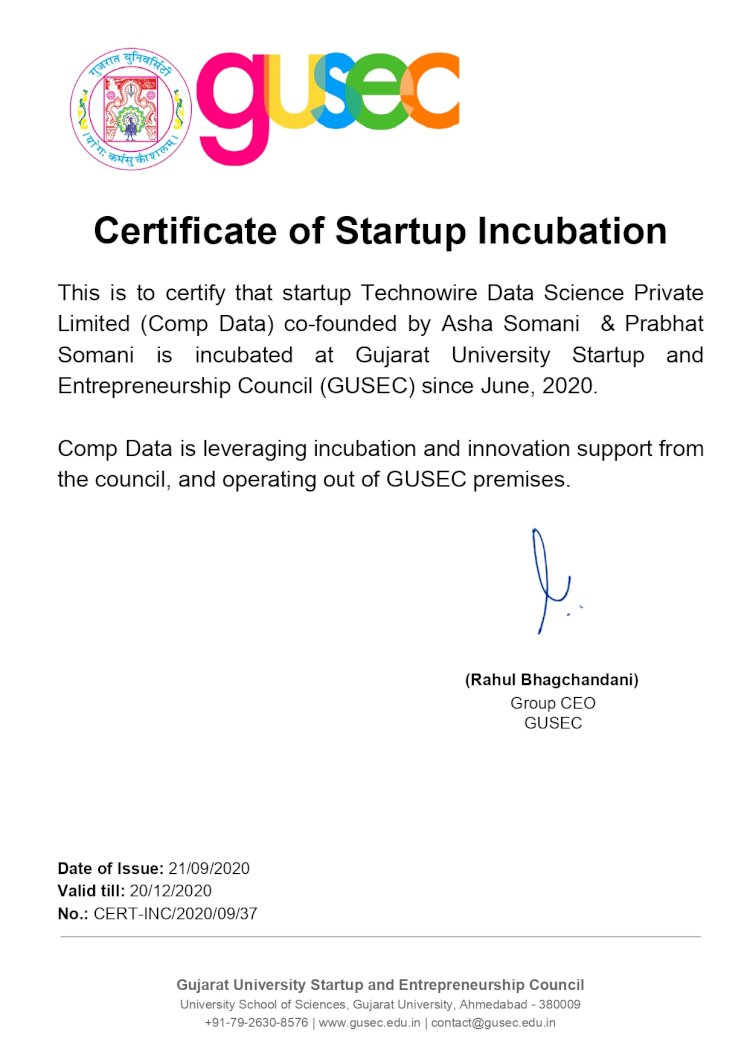 गुजरात युनिवर्सिटी
gusec
Certificate of Startup Incubation
This is to certify that startup Technowire Data Science Private
Limited (Comp Data) co-founded by Asha Somani & Prabhat
Somani is incubated at Gujarat University Startup and
Entrepreneurship Council (GUSEC) since June, 2020.
Comp Data is leveraging incubation and innovation support from
the council, and operating out of GUSEC premises.
(Rahul Bhagchandani)
Group CEO
GUSEC
Date of Issue: 21/09/2020
Valid till: 20/12/2020
No.: CERT-INC/2020/09/37
Gujarat University Startup and Entrepreneurship Council
University School of Sciences, Gujarat University, Ahmedabad - 380009
+91-79-2630-8576 | www.gusec.edu.in | contact@gusec.edu.in